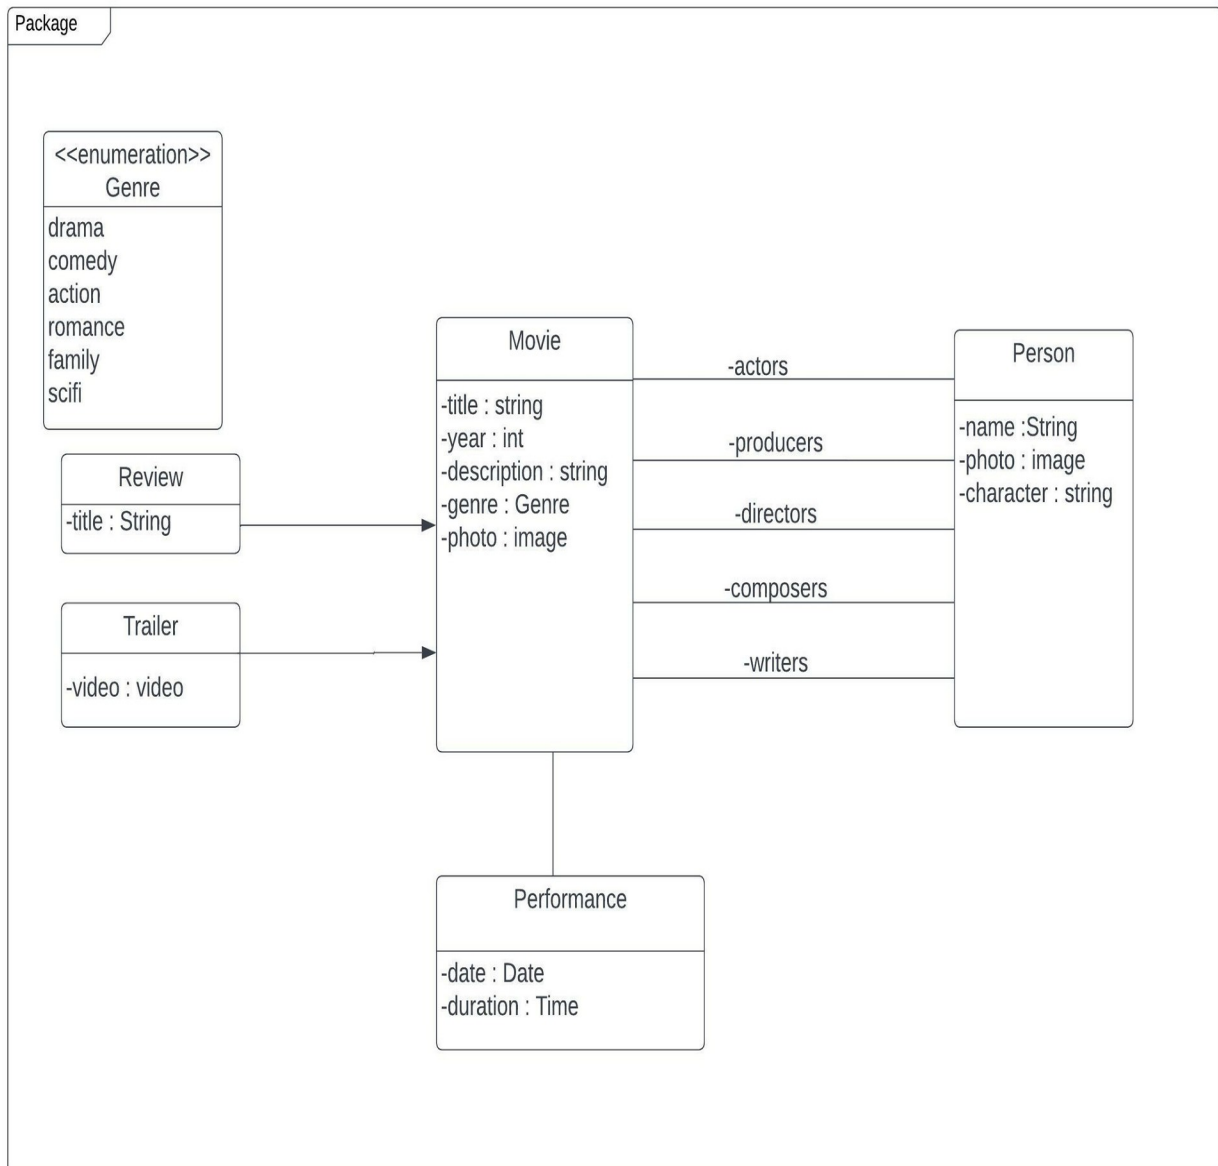 Package
<<enumeration>>
Genre
drama
comedy
action
romance
family
scifi
Review
-title : String
Trailer
-video : video
Movie
-title : string
-year : int
-description : string
-genre : Genre
-photo : image
-actors
-producers
-directors
-composers
-writers
Person
-name :String
-photo : image
-character : string
Performance
-date : Date
-duration : Time